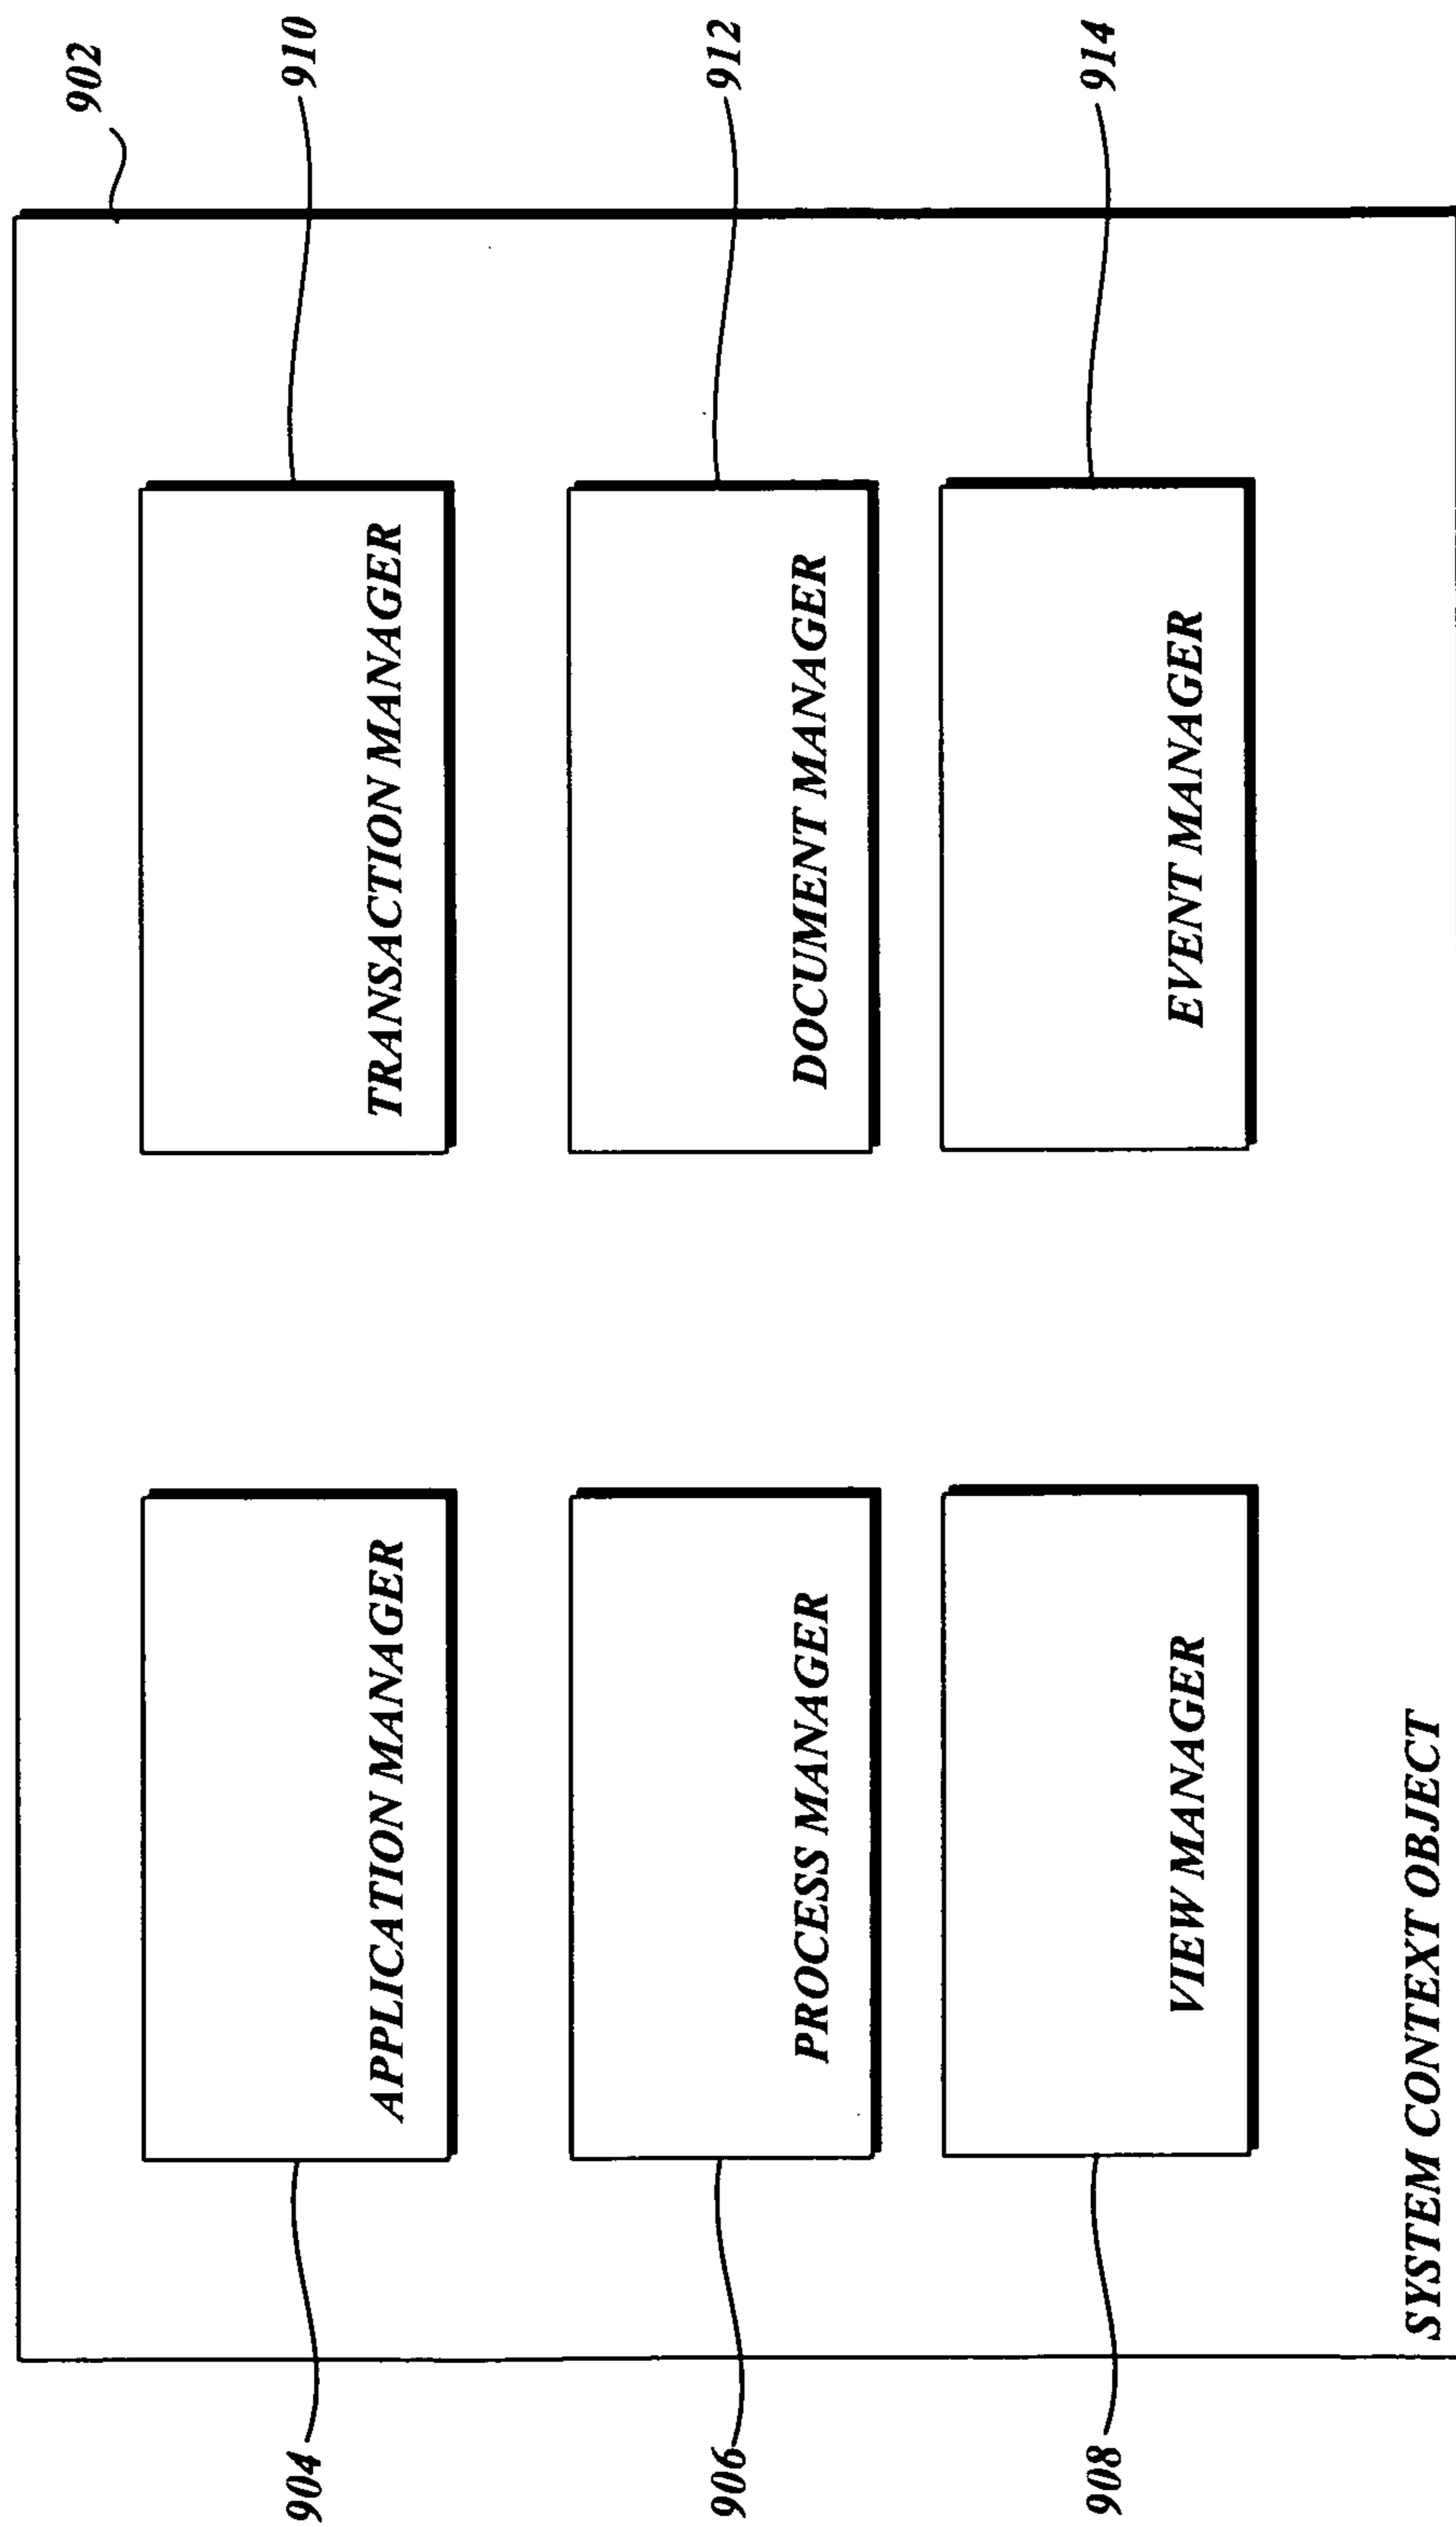 902
904
APPLICATION MANAGER
TRANSACTION MANAGER
910
906
PROCESS MANAGER
DOCUMENT MANAGER
912
908
VIEW MANAGER
EVENT MANAGER
914
SYSTEM CONTEXT OBJECT